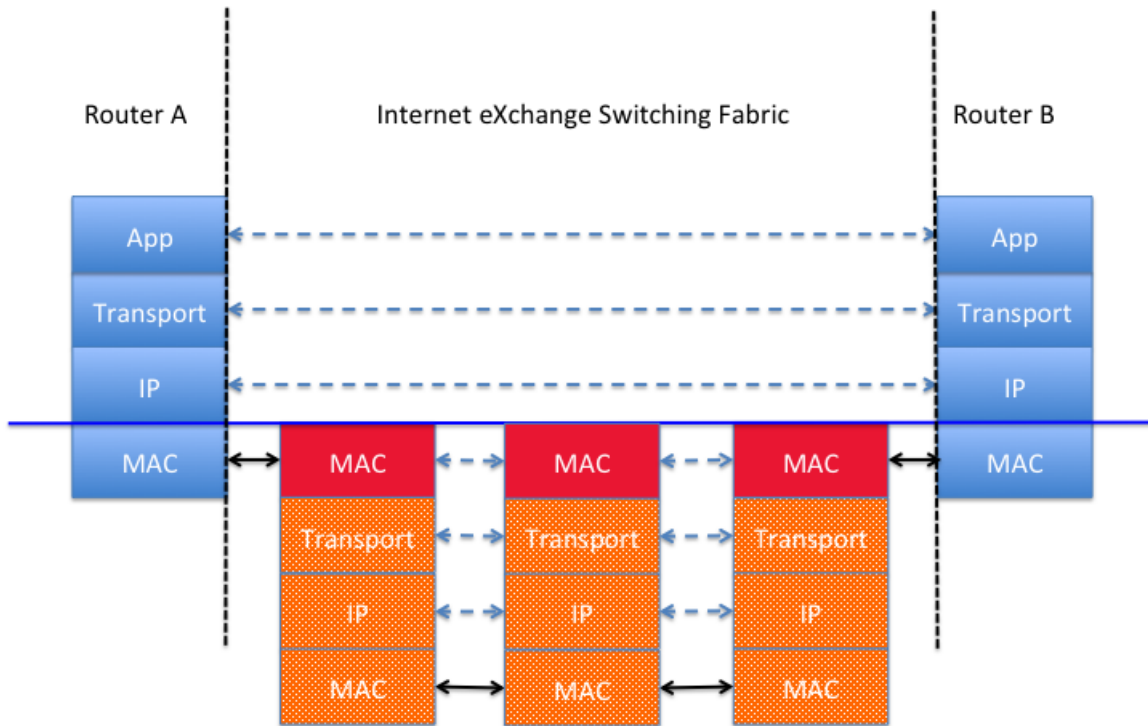 Router A
Internet eXchange Switching Fabric
Router B
App
App
Transport
Transport
IP
IP
MAC
MAC
MAC
MAC
MAC
Transport
Transport
Transport
IP
IP
IP
MAC
MAC
MAC